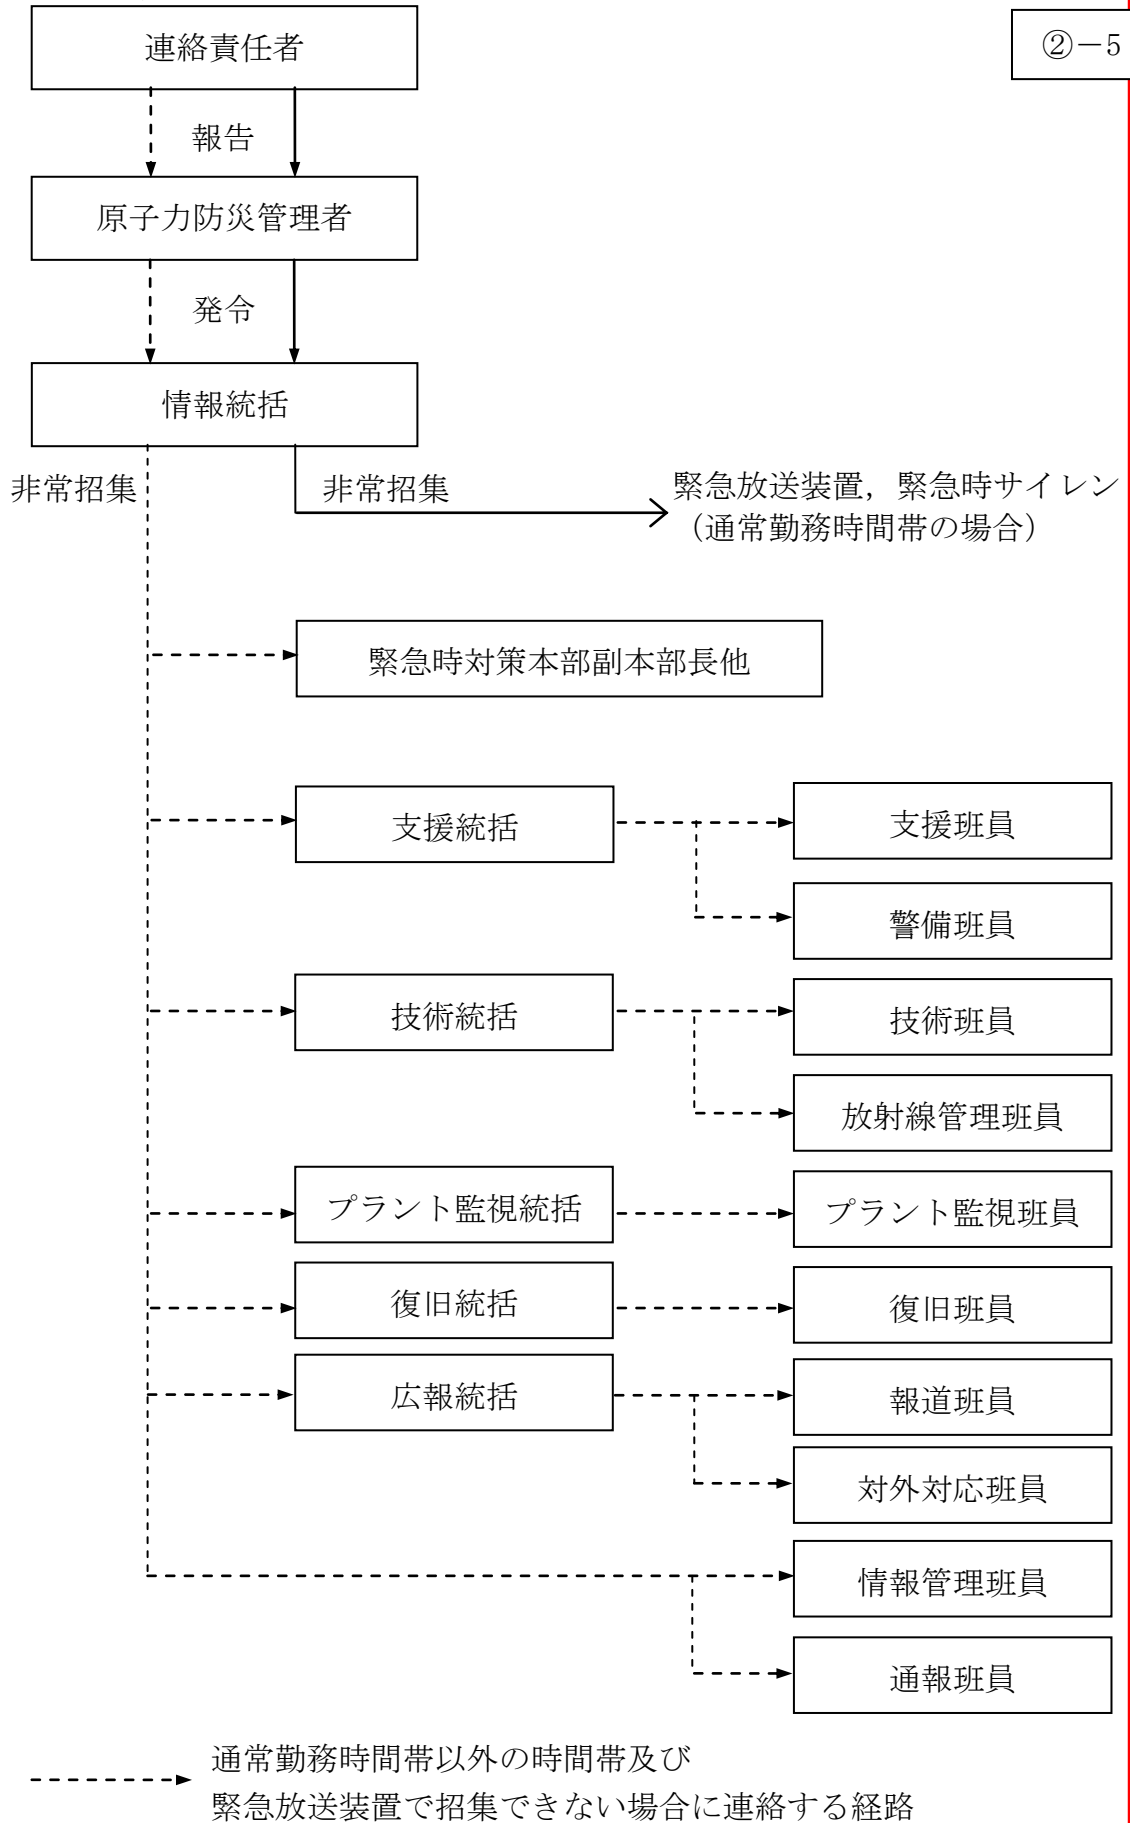 連絡責任者
②－5
報告
原子力防災管理者
発令
情報統括
非常招集
非常招集
緊急放送装置，緊急時サイレン
（通常勤務時間帯の場合）
緊急時対策本部副本部長他
支援統括
支援班員
警備班員
技術統括
技術班員
放射線管理班員
プラント監視統括
プラント監視班員
復旧統括
復旧班員
広報統括
報道班員
対外対応班員
情報管理班員
通報班員
通常勤務時間帯以外の時間帯及び
緊急放送装置で招集できない場合に連絡する経路